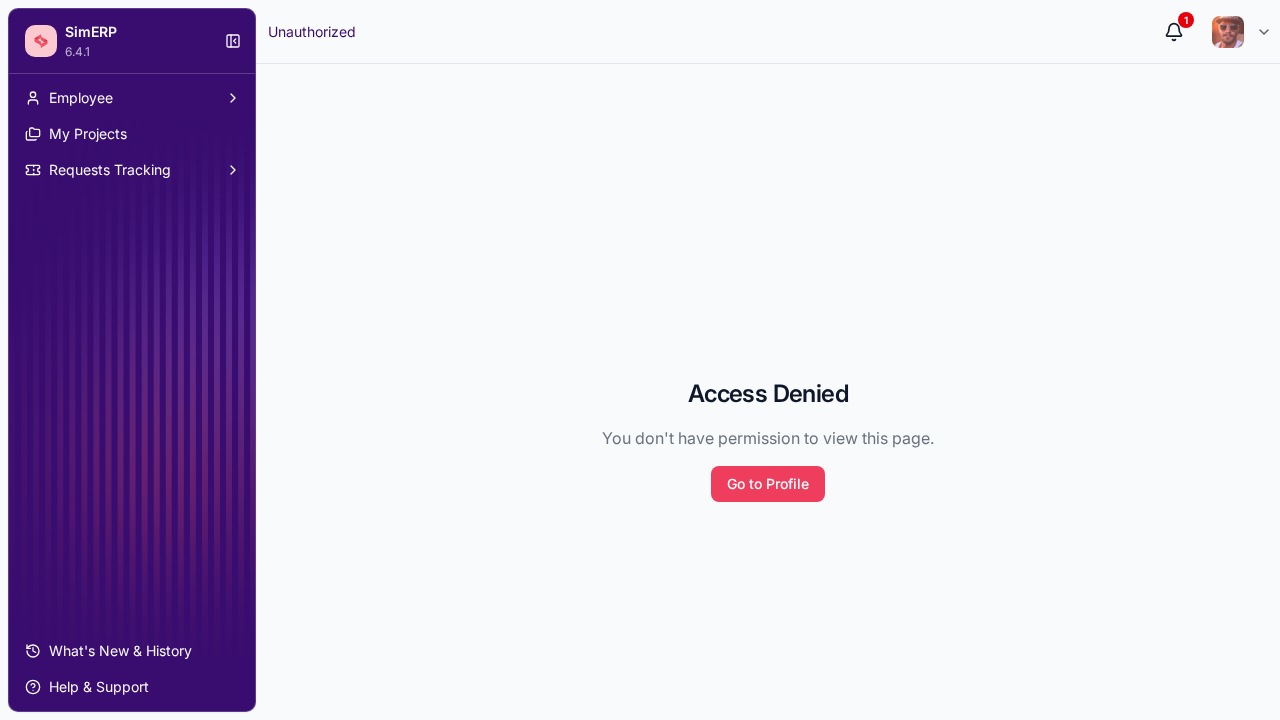 SimERP
6.4.1
Employee
My Projects
Requests Tracking
What's New & History
Help & Support
Unauthorized
1
Access Denied
You don't have permission to view this page.
Go to Profile